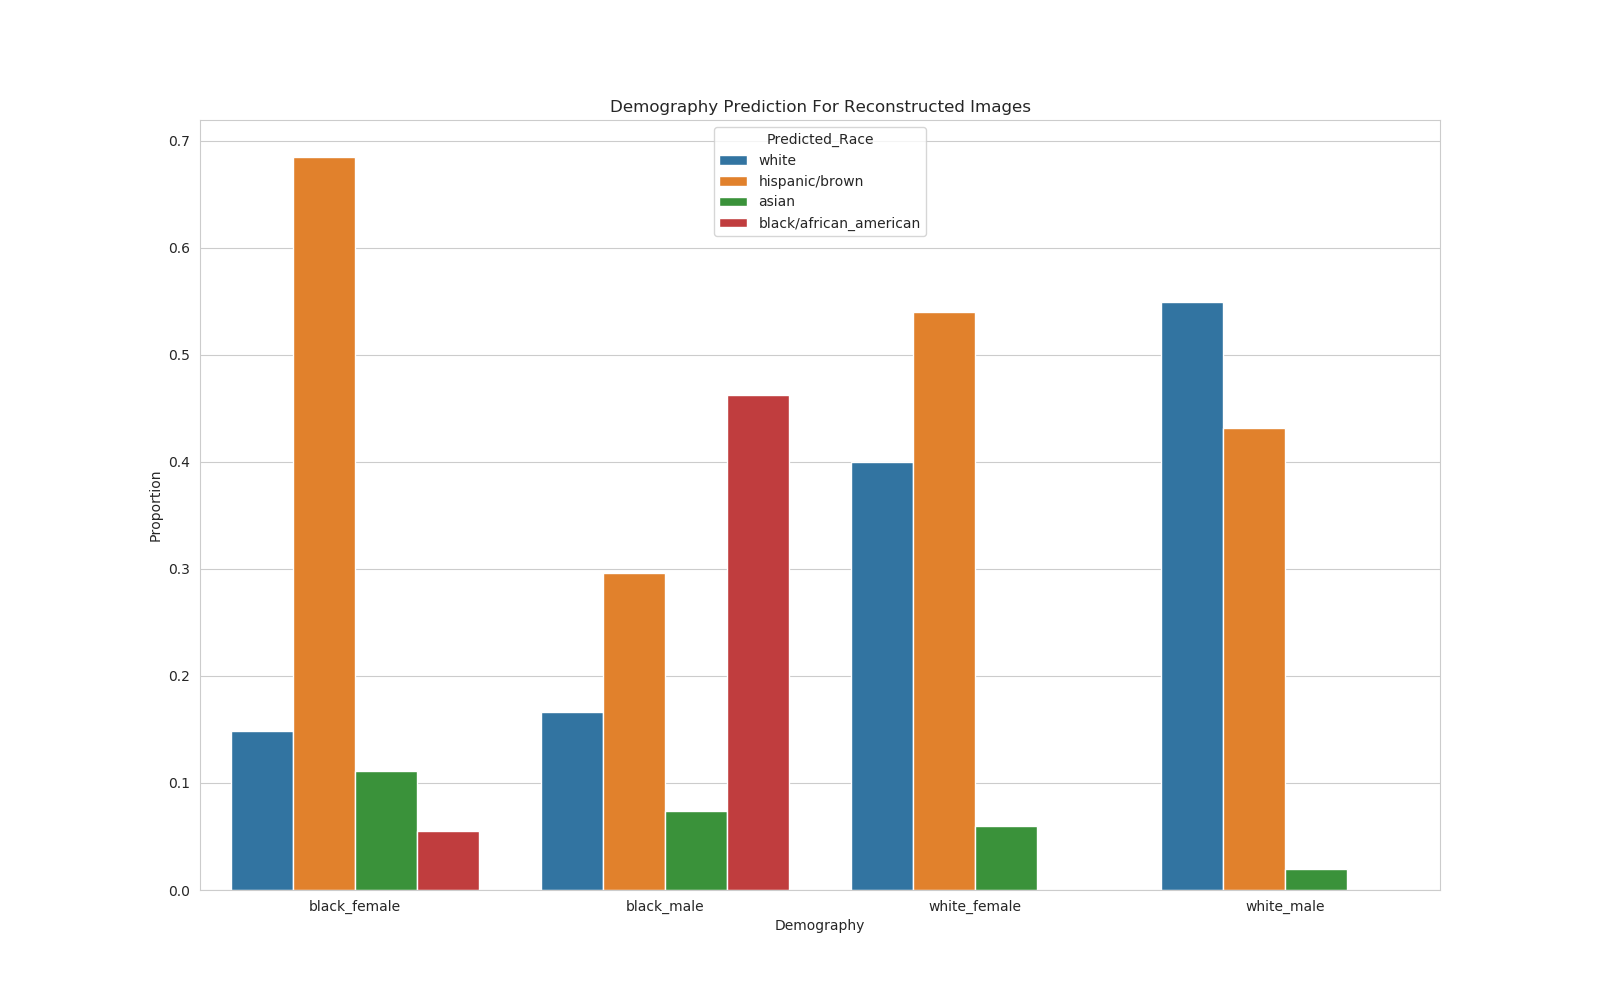 Demography Prediction For Reconstructed Images
Predicted_Race
white
hispanic/brown
asian
black/african_american
0.7
0.6
0.5
0.4
0.3
0.2
0.1
0.0
Proportion
black_female
black_male
white_female
white_male
Demography